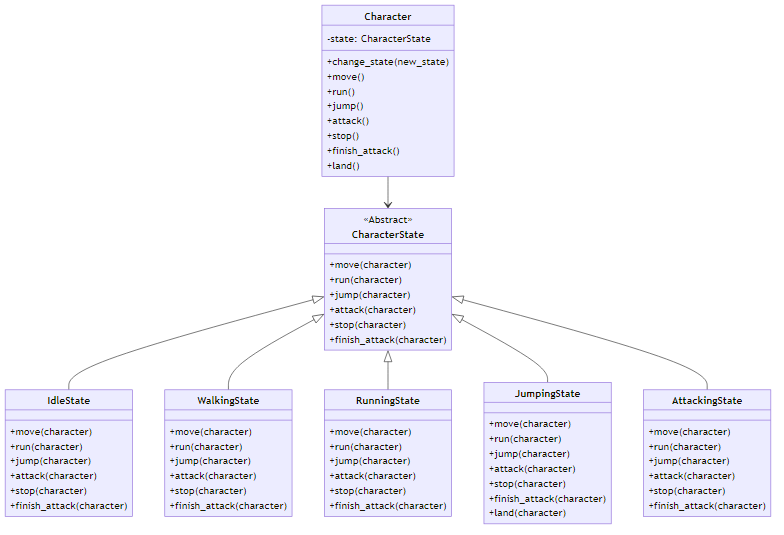 Character
-state: CharacterState
+change_state(new_state)
+move()
+run()
+jump()
+attack()
+stop()
+finish_attack()
+land()
«Abstract»
CharacterState
+move(character)
+run(character)
+jump(character)
+attack(character)
+stop(character)
+finish_attack(character)
IdleState
+move(character)
+run(character)
+jump(character)
+attack(character)
+stop(character)
+finish_attack(character)
WalkingState
+move(character)
+run(character)
+jump(character)
+attack(character)
+stop(character)
+finish_attack(character)
RunningState
+move(character)
+run(character)
+jump(character)
+attack(character)
+stop(character)
+finish_attack(character)
JumpingState
+move(character)
+run(character)
+jump(character)
+attack(character)
+stop(character)
+finish_attack(character)
+land(character)
AttackingState
+move(character)
+run(character)
+jump(character)
+attack(character)
+stop(character)
+finish_attack(character)